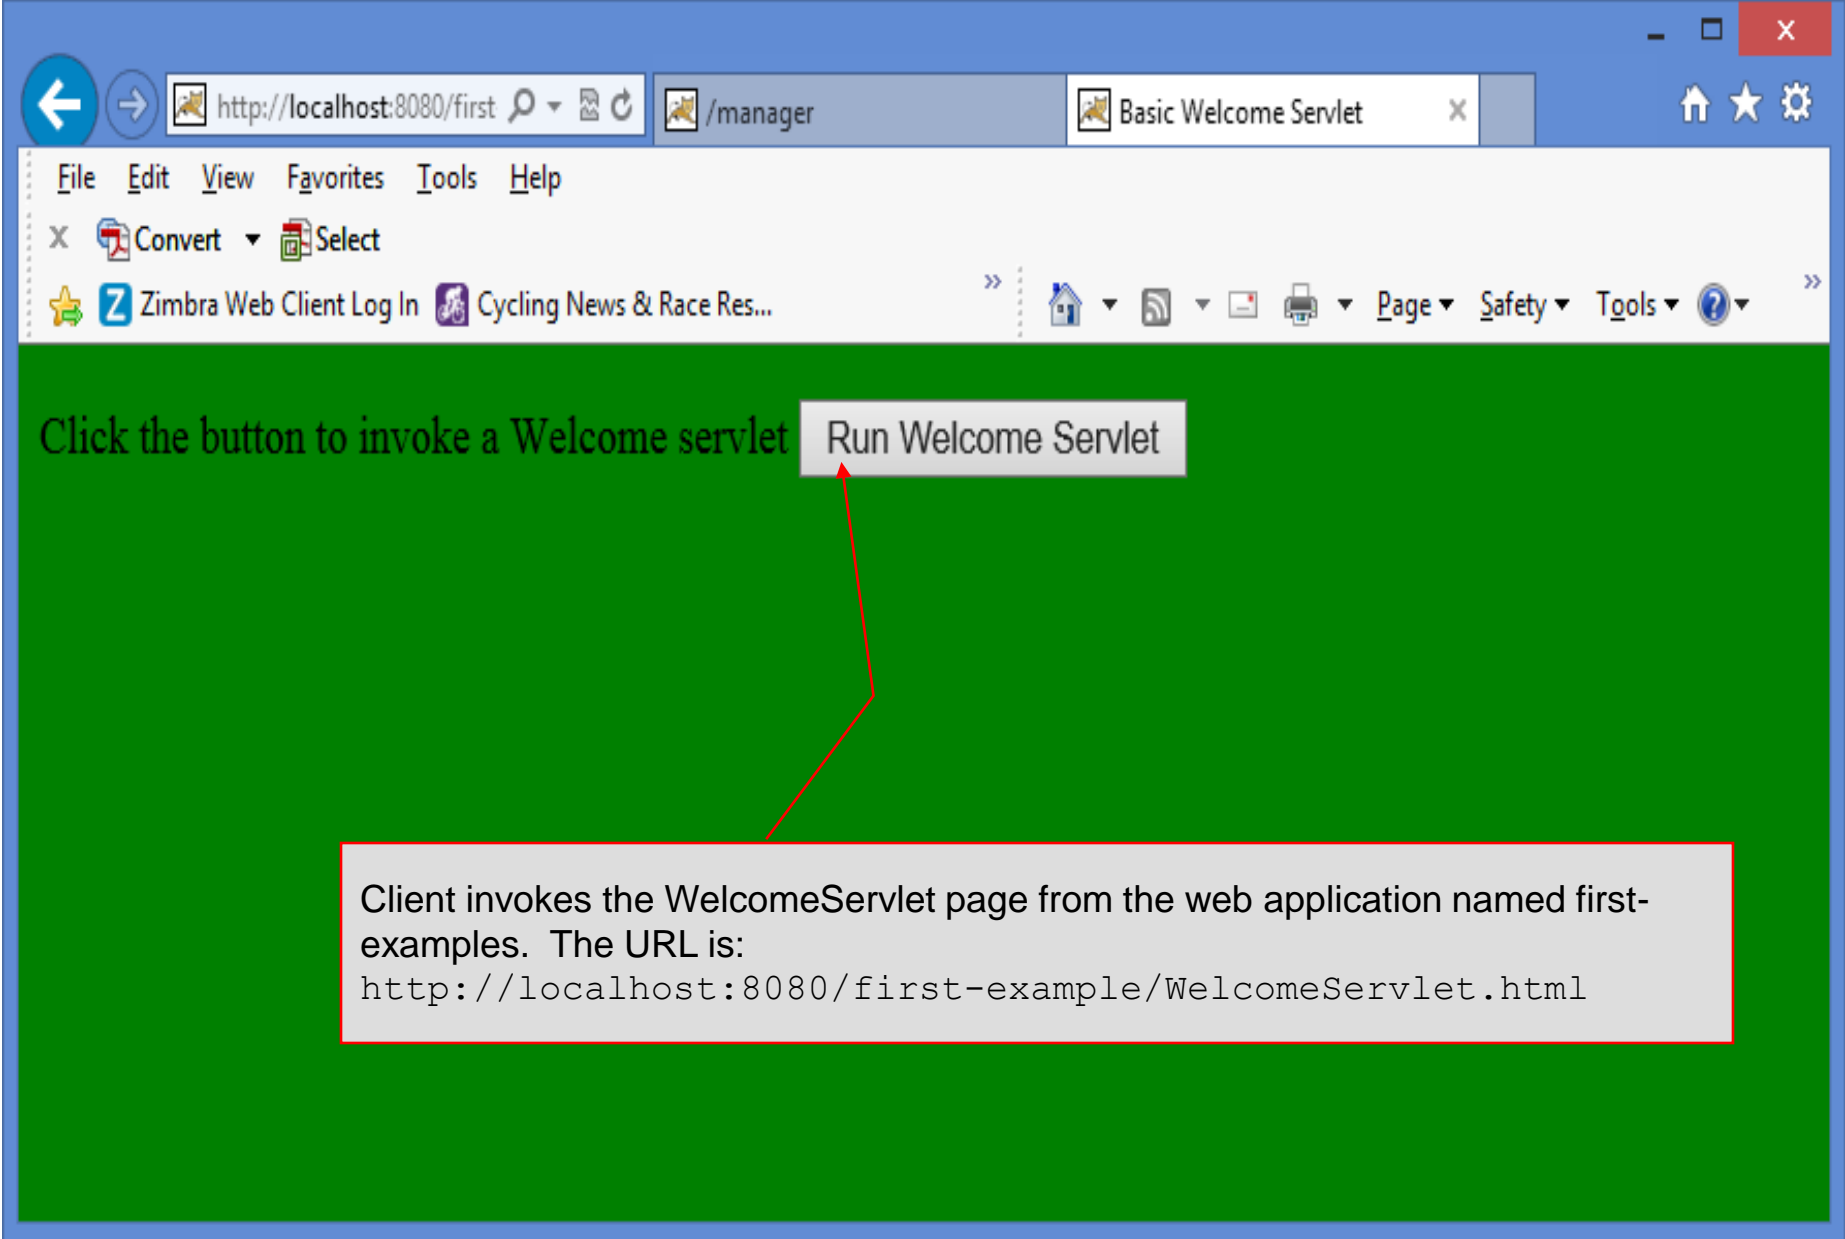 http://localhost:8080/first
/manager
Basic Welcome Servlet
File Edit View Favorites Tools Help
x Convert Select
Zimbra Web Client Log In Cycling News & Race Res... » Page Safety Tools »
Click the button to invoke a Welcome servlet Run Welcome Servlet
Client invokes the WelcomeServlet page from the web application named first-
examples. The URL is:
http://localhost:8080/first-example/WelcomeServlet.html